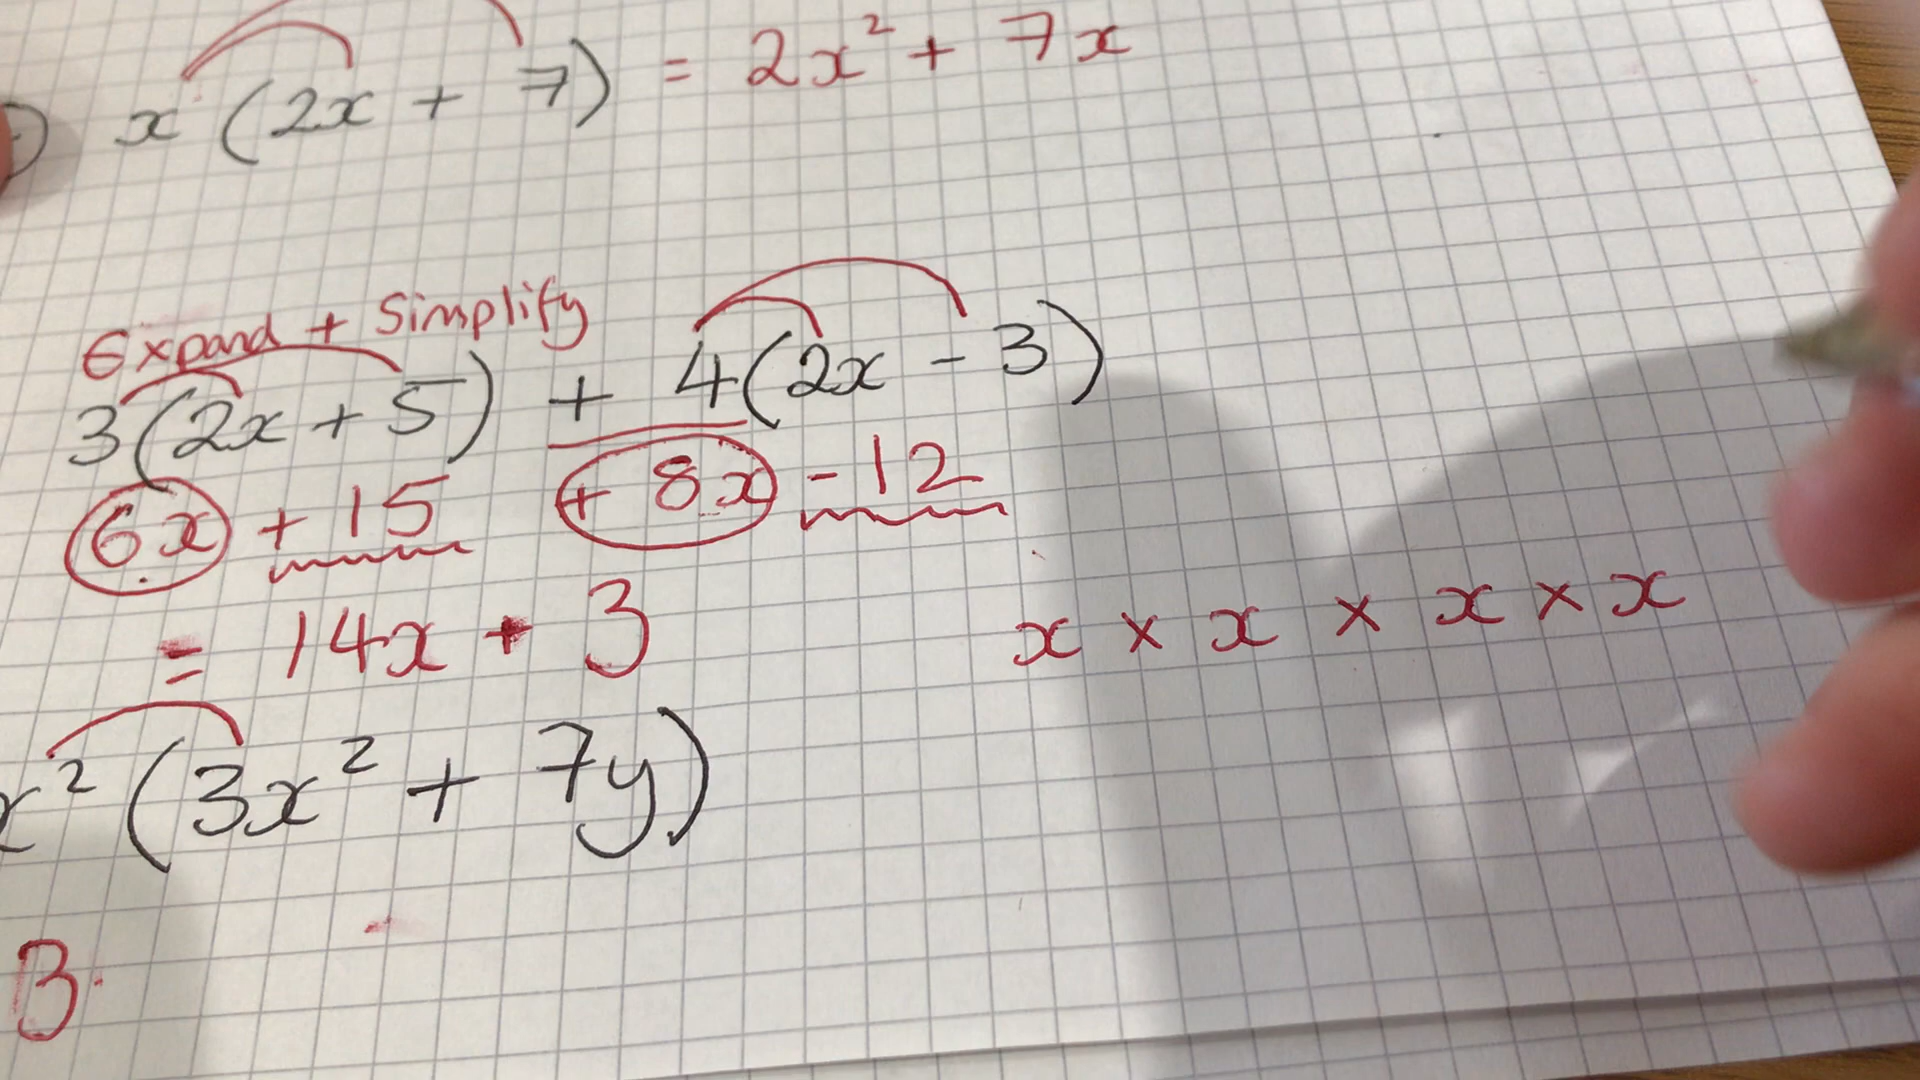 x (2x + 7) = 2x² + 7x
Expand + Simplify
3(2x + 5) + 4(2x - 3)
6x + 15 + 8x - 12
= 14x + 3
x × x × x × x
x² (3x² + 7y)
3